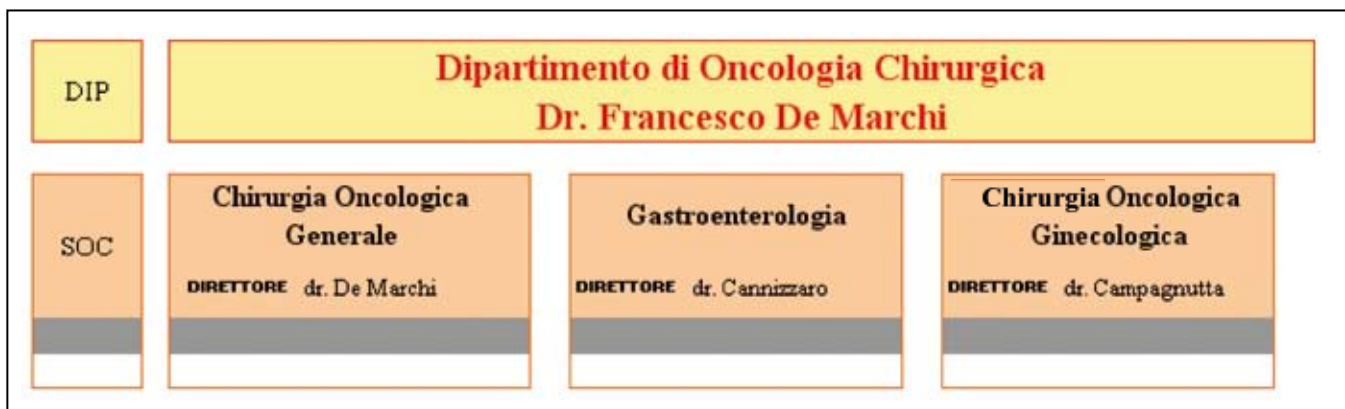 DIP
Dipartimento di Oncologia Chirurgica
Dr. Francesco De Marchi
SOC
Chirurgia Oncologica
Generale
DIRETTORE dr. De Marchi
Gastroenterologia
DIRETTORE dr. Cannizzaro
Chirurgia Oncologica
Ginecologica
DIRETTORE dr. Campagnutta